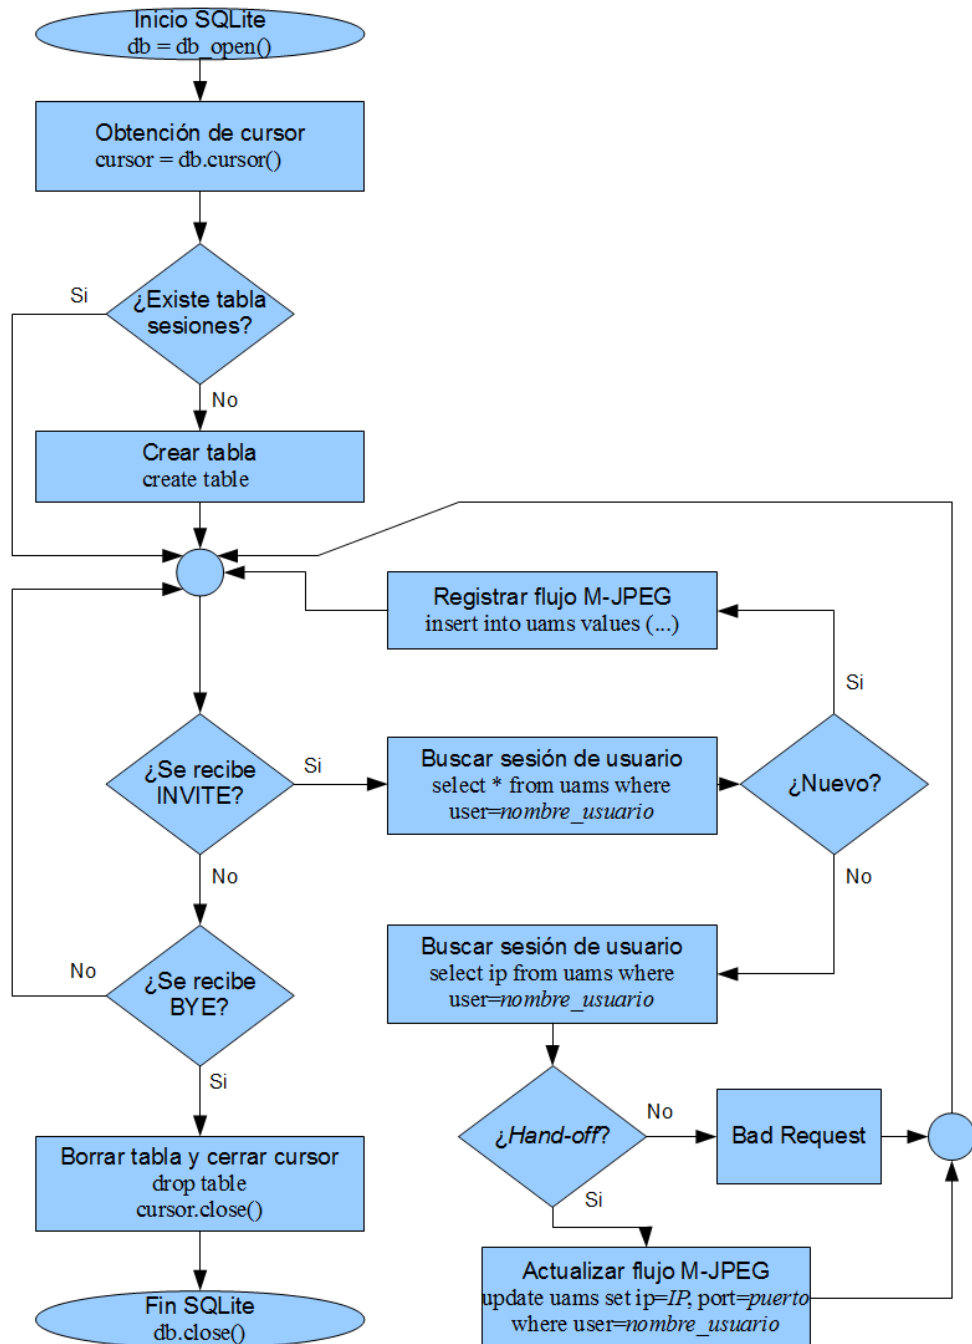 Inicio SQLite
db = db_open()
Obtención de cursor
cursor = db.cursor()
Si
¿Existe tabla
sesiones?
No
Crear tabla
create table
Registrar flujo M-JPEG
insert into uams values (...)
Si
¿Se recibe
INVITE?
Si
Buscar sesión de usuario
select * from uams where
user=nombre_usuario
¿Nuevo?
No
No
Buscar sesión de usuario
select ip from uams where
user=nombre_usuario
No
¿Se recibe
BYE?
Si
¿Hand-off?
No
Bad Request
Si
Borrar tabla y cerrar cursor
drop table
cursor.close()
Actualizar flujo M-JPEG
update uams set ip=IP, port=puerto
where user=nombre_usuario
Fin SQLite
db.close()